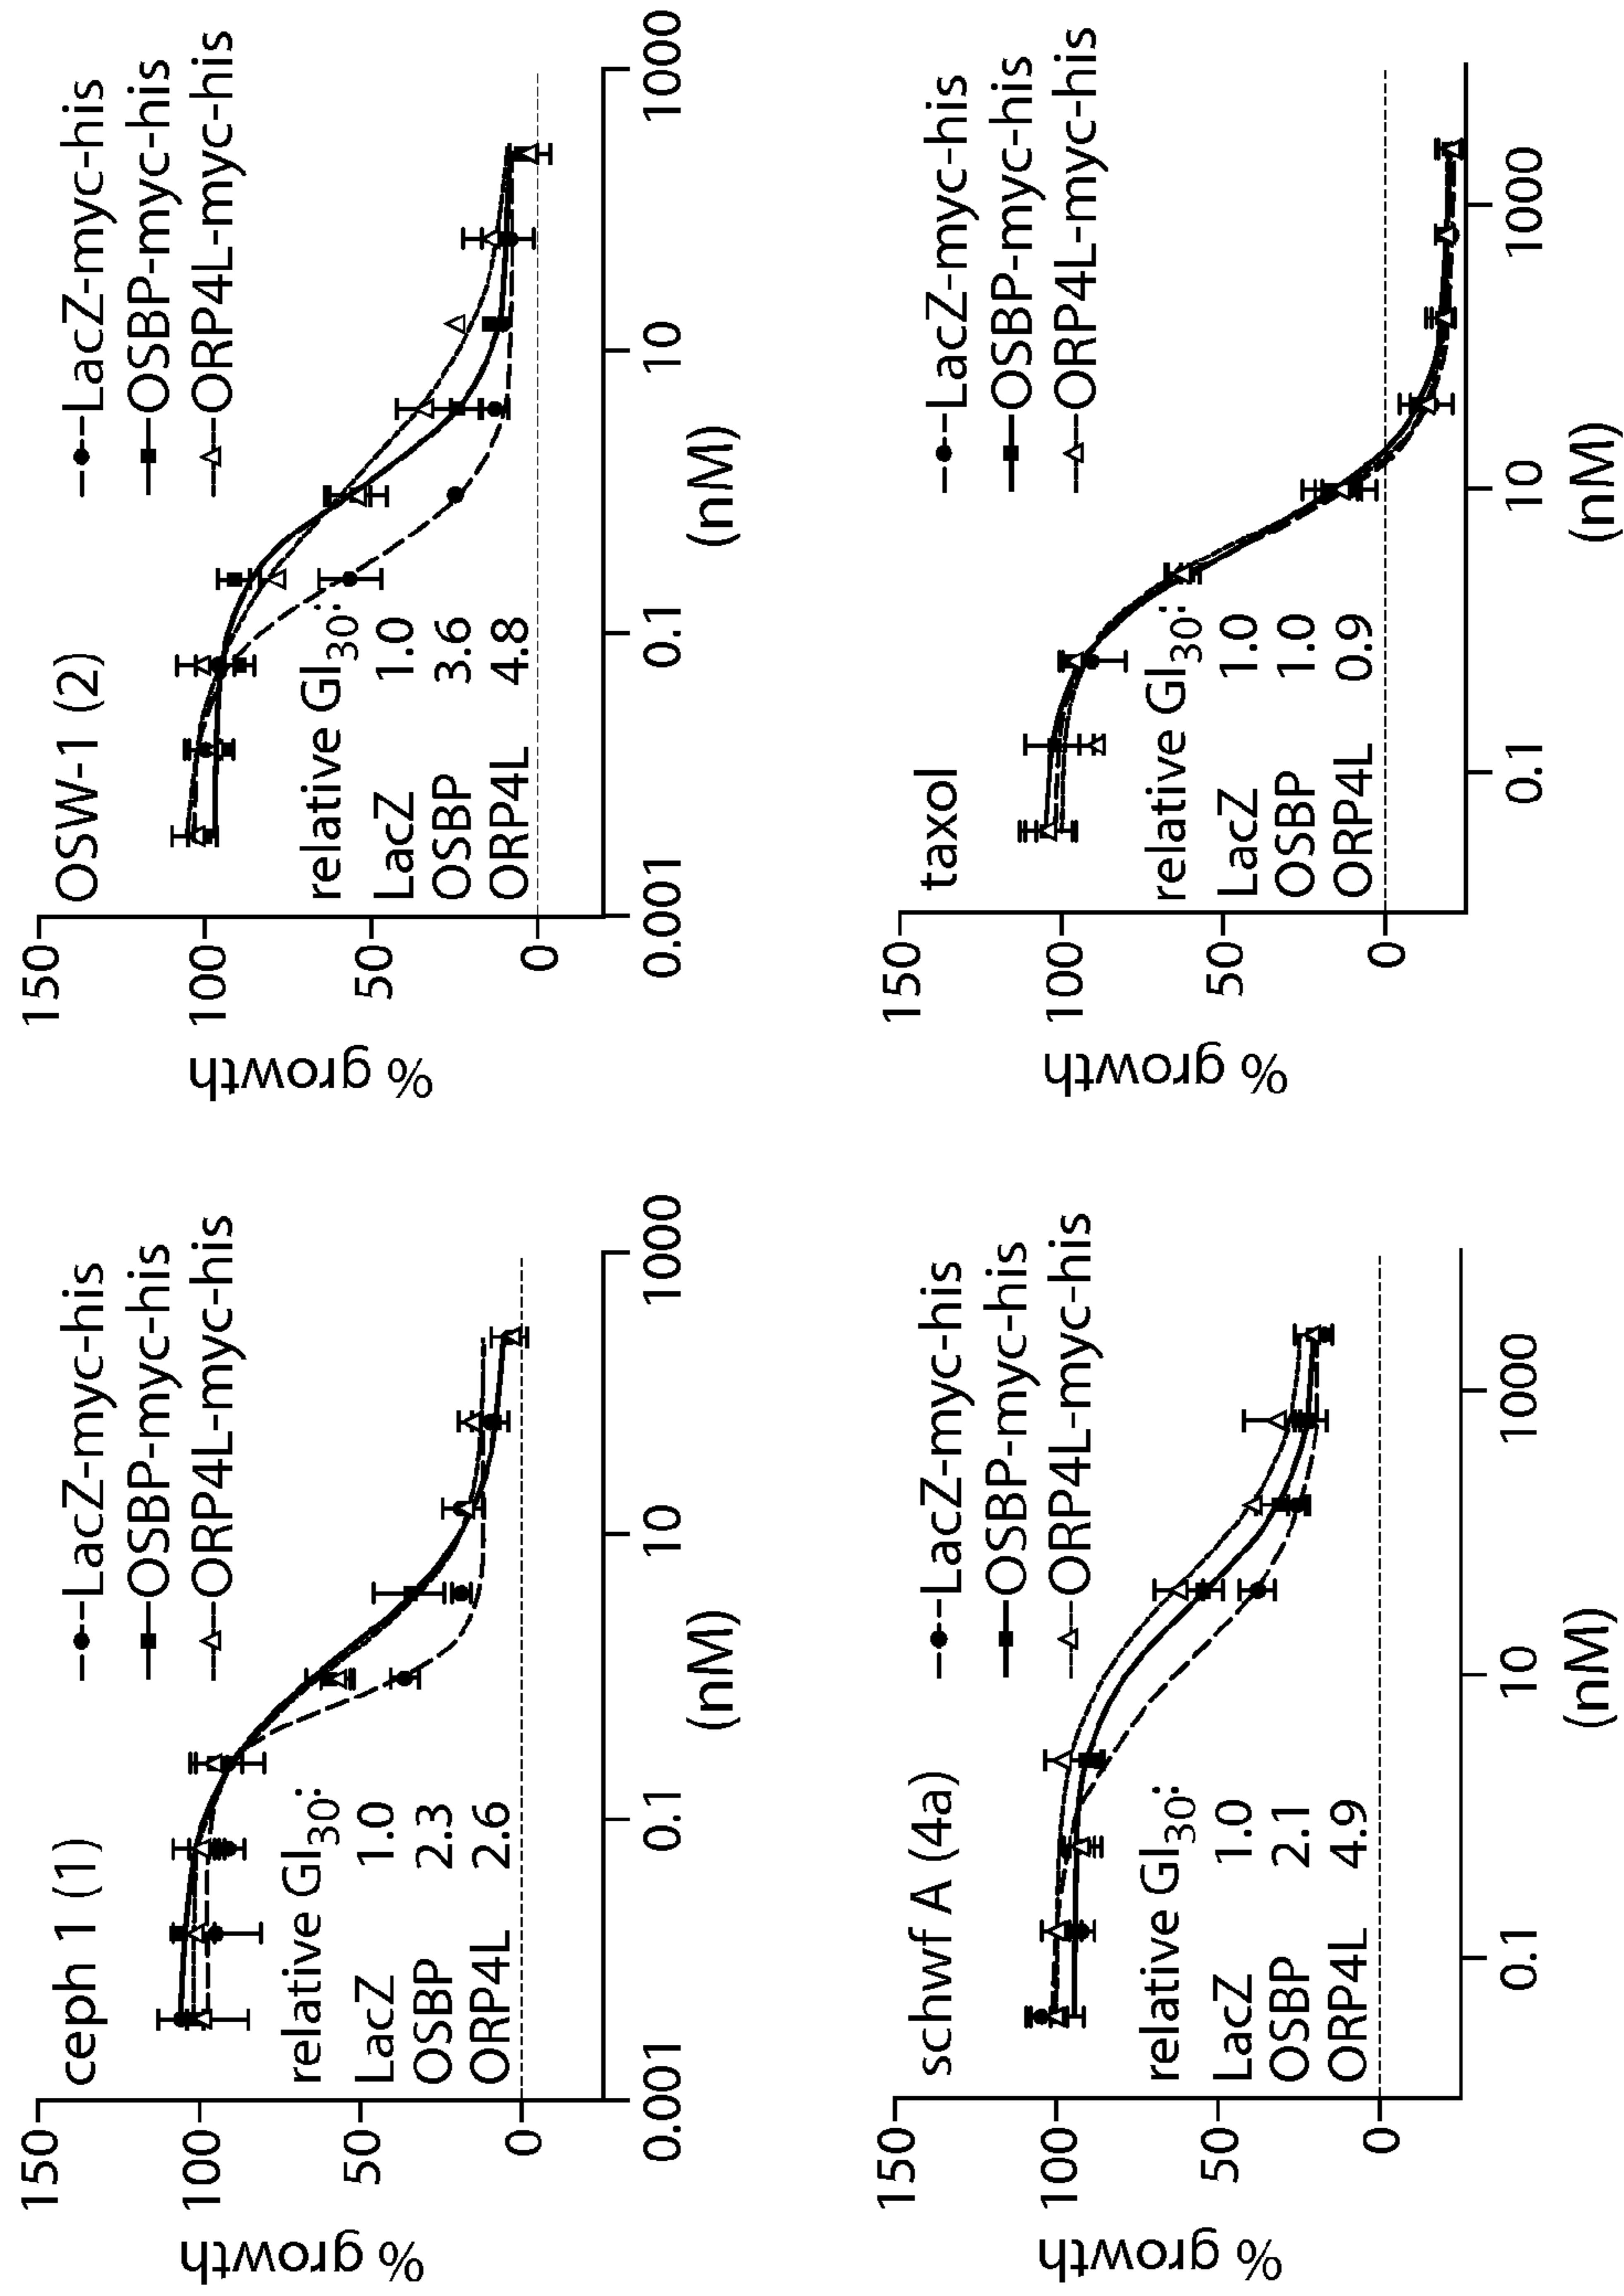 ceph 1 (1)
LacZ-myc-his
OSBP-myc-his
ORP4L-myc-his
150
100
50
0
% growth
relative GI30:
LacZ 1.0
OSBP 2.3
ORP4L 2.6
0.001 0.1 10 1000
(nM)
OSW-1 (2)
LacZ-myc-his
OSBP-myc-his
ORP4L-myc-his
150
100
50
0
% growth
relative GI30:
LacZ 1.0
OSBP 3.6
ORP4L 4.8
0.001 0.1 10 1000
(nM)
schwf A (4a)
LacZ-myc-his
OSBP-myc-his
ORP4L-myc-his
150
100
50
0
% growth
relative GI30:
LacZ 1.0
OSBP 2.1
ORP4L 4.9
0.1 10 1000
(nM)
taxol
LacZ-myc-his
OSBP-myc-his
ORP4L-myc-his
150
100
50
0
% growth
relative GI30:
LacZ 1.0
OSBP 1.0
ORP4L 0.9
0.1 10 1000
(nM)